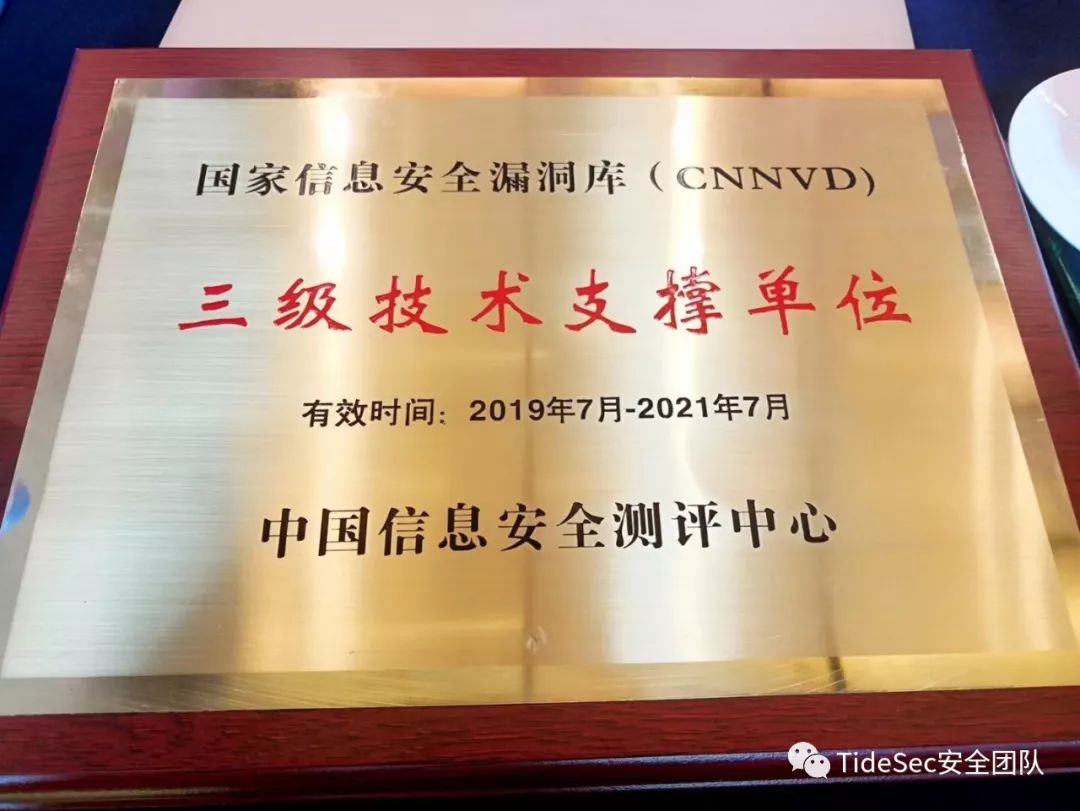 国家信息安全漏洞库（CNNVD）
三级技术支撑单位
有效时间：2019年7月-2021年7月
中国信息安全测评中心
TideSec安全团队